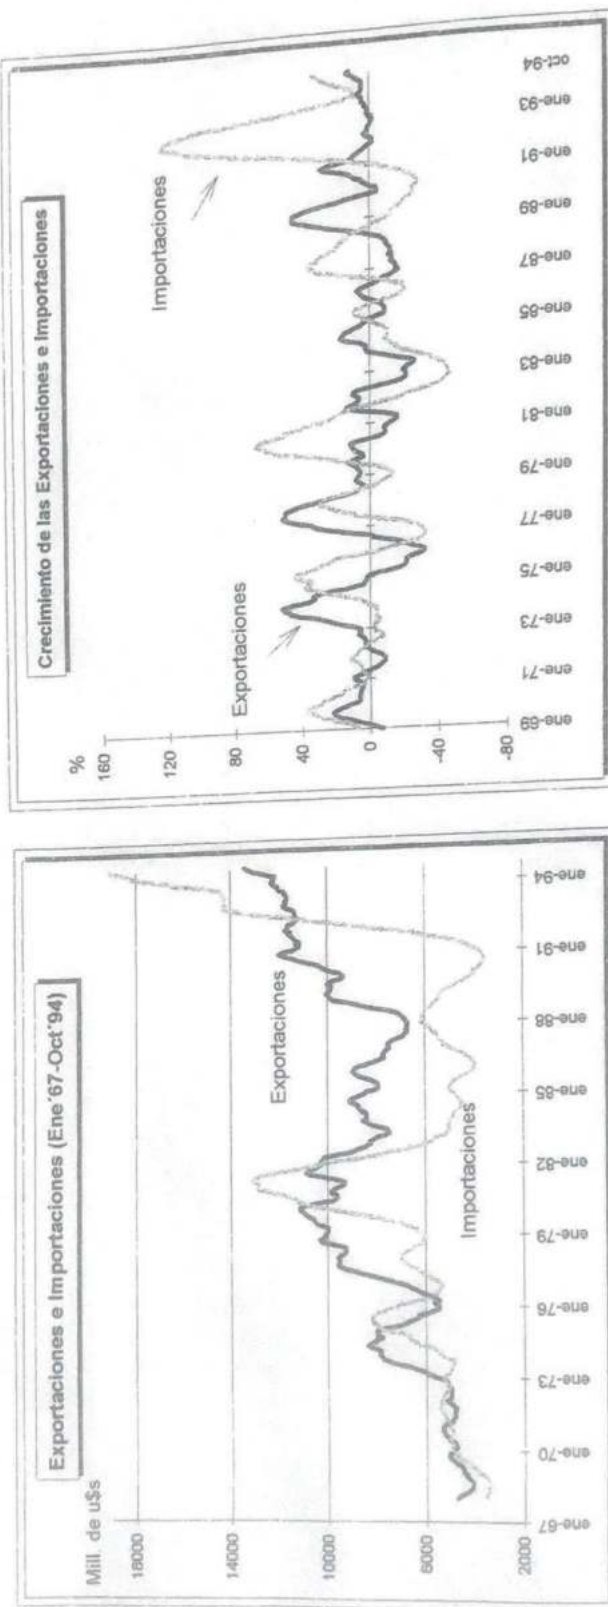 Exportaciones e Importaciones (Ene´67-Oct´94)
Mill. de u$s
18000
14000
10000
6000
2000
Exportaciones
Importaciones
ene-67
ene-70
ene-73
ene-76
ene-79
ene-82
ene-85
ene-88
ene-91
ene-94
Crecimiento de las Exportaciones e Importaciones
%
160
120
80
40
0
-40
-80
Exportaciones
Importaciones
ene-69
ene-71
ene-73
ene-75
ene-77
ene-79
ene-81
ene-83
ene-85
ene-87
ene-89
ene-91
ene-93
oct-94